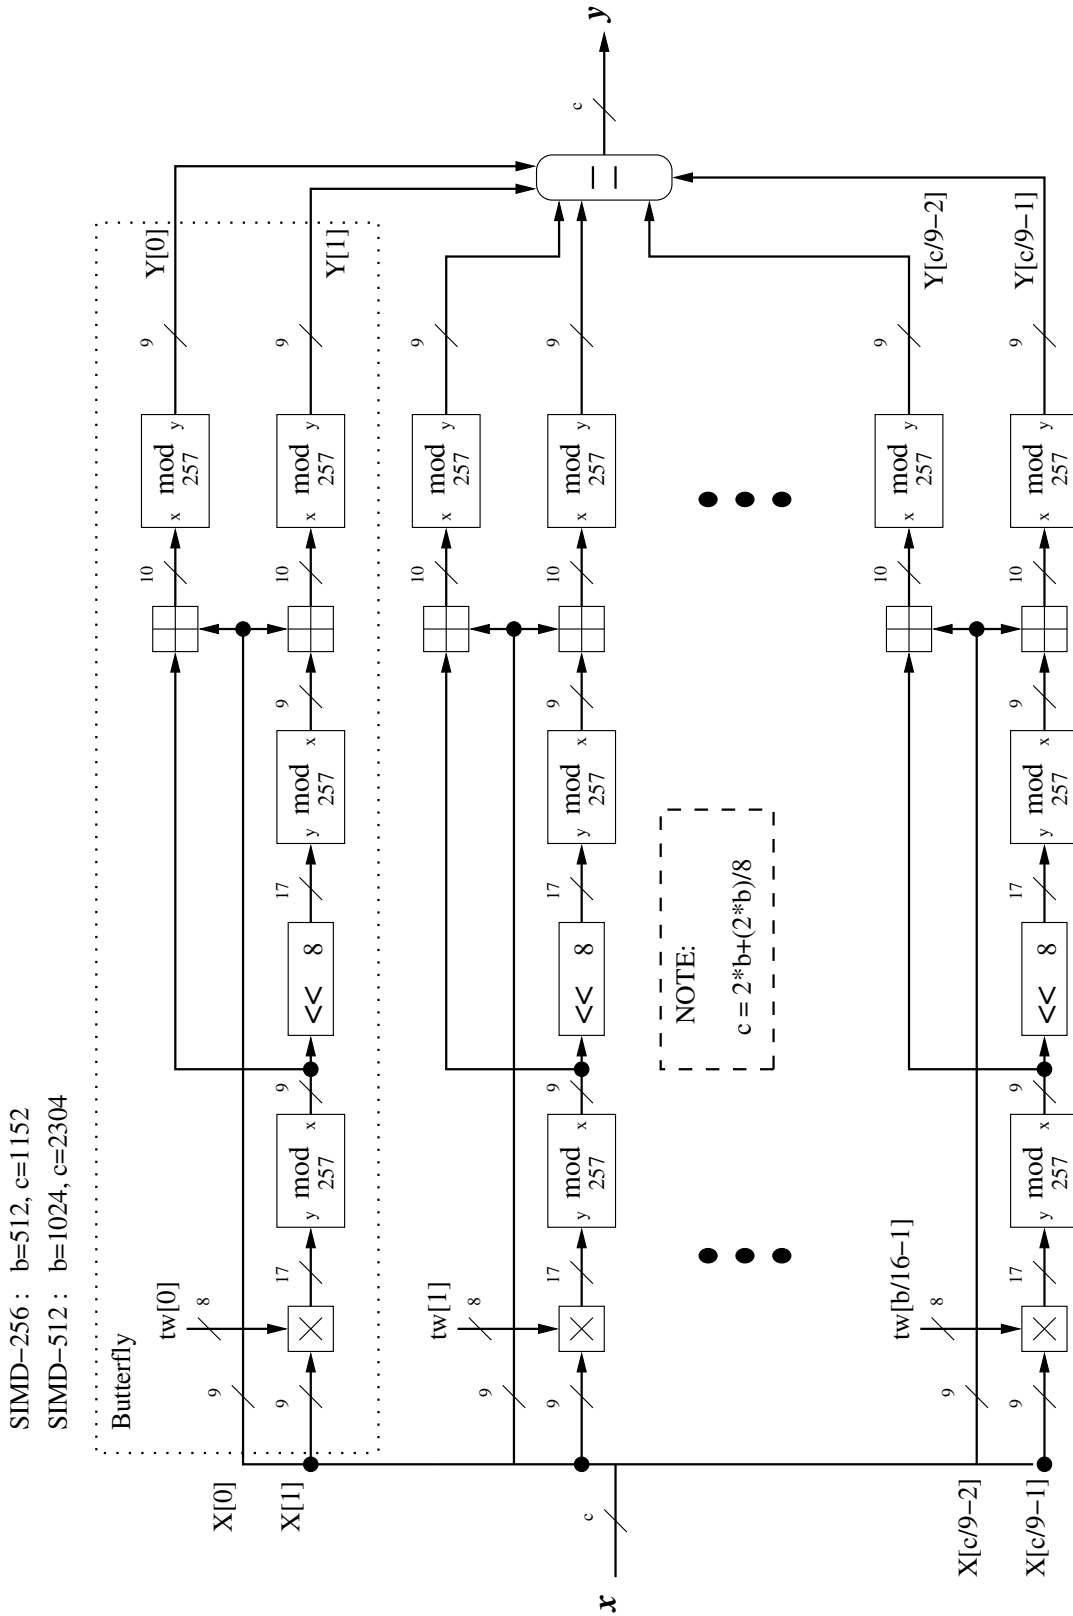 SIMD−256 : b=512, c=1152
SIMD−512 : b=1024, c=2304
Butterfly
tw[0]
8
10
x mod y
257
9
Y[0]
X[0]
9
X[1]
9
17
y mod x
257
9
<< 8
17
y mod x
257
9
10
x mod y
257
9
Y[1]
tw[1]
8
10
x mod y
257
9
9
9
17
y mod x
257
9
<< 8
17
y mod x
257
9
10
x mod y
257
9
x
c
||
c
y
NOTE:
c = 2*b+(2*b)/8
tw[b/16−1]
8
10
x mod y
257
9
Y[c/9−2]
X[c/9−2]
9
X[c/9−1]
9
17
y mod x
257
9
<< 8
17
y mod x
257
9
10
x mod y
257
9
Y[c/9−1]